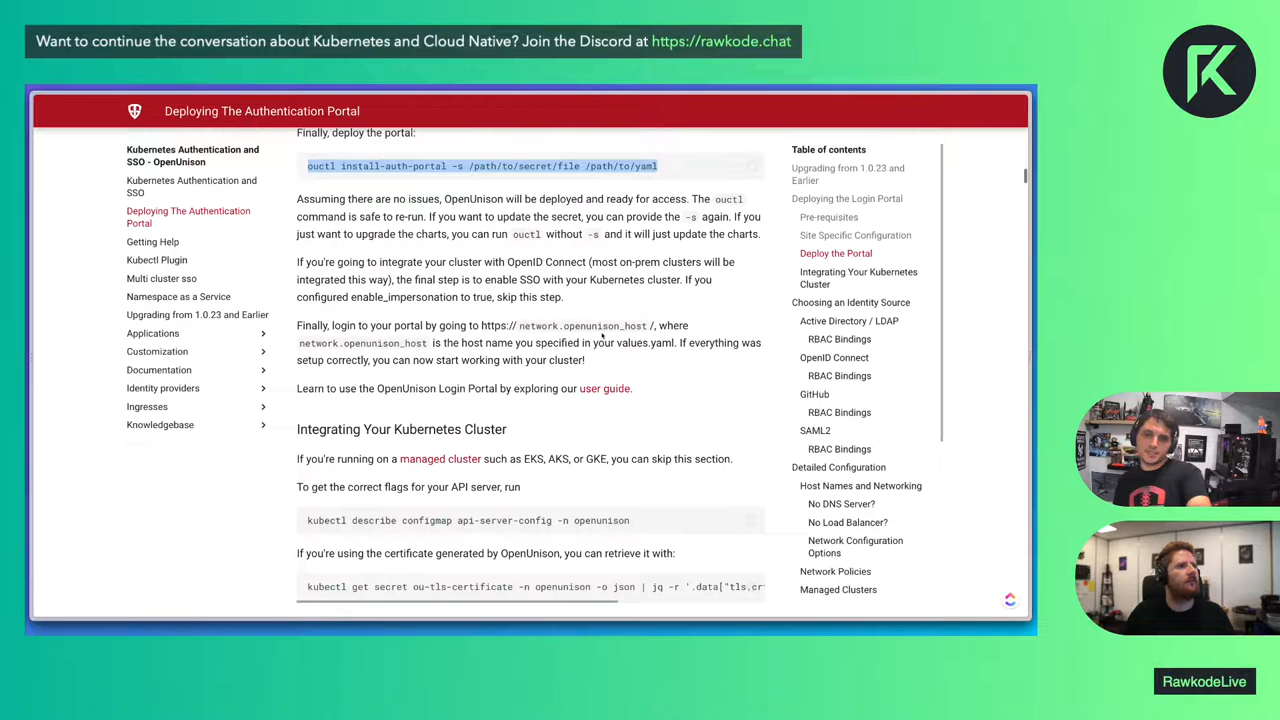 Want to continue the conversation about Kubernetes and Cloud Native? Join the Discord at https://rawkode.chat
Deploying The Authentication Portal
Kubernetes Authentication and
SSO - OpenUnison
Kubernetes Authentication and
SSO
Deploying The Authentication
Portal
Getting Help
Kubectl Plugin
Multi cluster sso
Namespace as a Service
Upgrading from 1.0.23 and Earlier
Applications
Customization
Documentation
Identity providers
Ingresses
Knowledgebase
Finally, deploy the portal:
ouctl install-auth-portal -s /path/to/secret/file /path/to/yaml
Assuming there are no issues, OpenUnison will be deployed and ready for access. The ouctl
command is safe to re-run. If you want to update the secret, you can provide the -s again. If you
just want to upgrade the charts, you can run ouctl without -s and it will just update the charts.
If you're going to integrate your cluster with OpenID Connect (most on-prem clusters will be
integrated this way), the final step is to enable SSO with your Kubernetes cluster. If you
configured enable_impersonation to true, skip this step.
Finally, login to your portal by going to https:// network.openunison_host /, where
network.openunison_host is the host name you specified in your values.yaml. If everything was
setup correctly, you can now start working with your cluster!
Learn to use the OpenUnison Login Portal by exploring our user guide.
Integrating Your Kubernetes Cluster
If you're running on a managed cluster such as EKS, AKS, or GKE, you can skip this section.
To get the correct flags for your API server, run
kubectl describe configmap api-server-config -n openunison
If you're using the certificate generated by OpenUnison, you can retrieve it with:
kubectl get secret ou-tls-certificate -n openunison -o json | jq -r '.data["tls.cr
Table of contents
Upgrading from 1.0.23 and
Earlier
Deploying the Login Portal
Pre-requisites
Site Specific Configuration
Deploy the Portal
Integrating Your Kubernetes
Cluster
Choosing an Identity Source
Active Directory / LDAP
RBAC Bindings
OpenID Connect
RBAC Bindings
GitHub
RBAC Bindings
SAML2
RBAC Bindings
Detailed Configuration
Host Names and Networking
No DNS Server?
No Load Balancer?
Network Configuration
Options
Network Policies
Managed Clusters
RawkodeLive